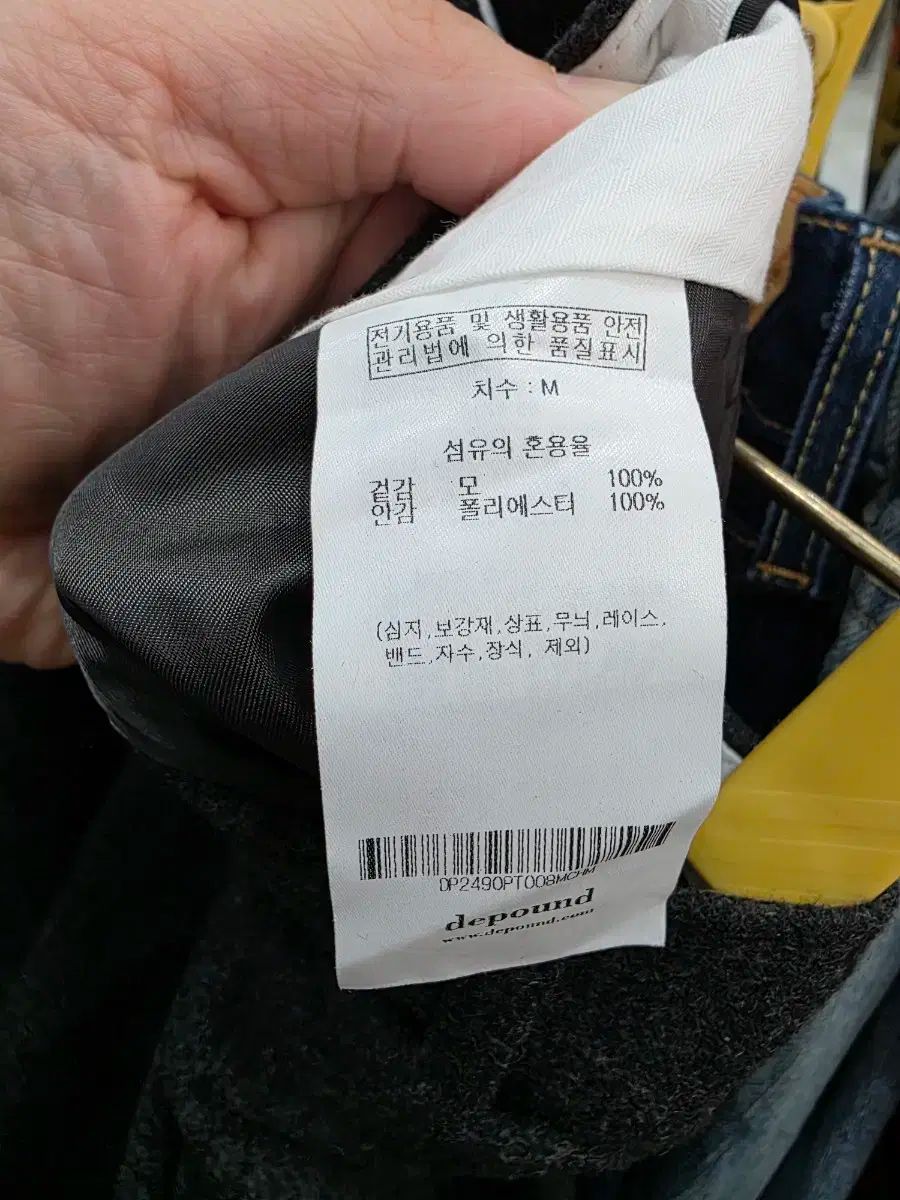 전기용품 및 생활용품 안전
관리법에 의한 품질표시
치수 : M
섬유의 혼용율
겉감 모 100%
안감 폴리에스터 100%
(심지,보강재,상표,무늬,레이스,
밴드,자수,장식, 제외)
DP2490PT008MCHM
depound
www.depound.com